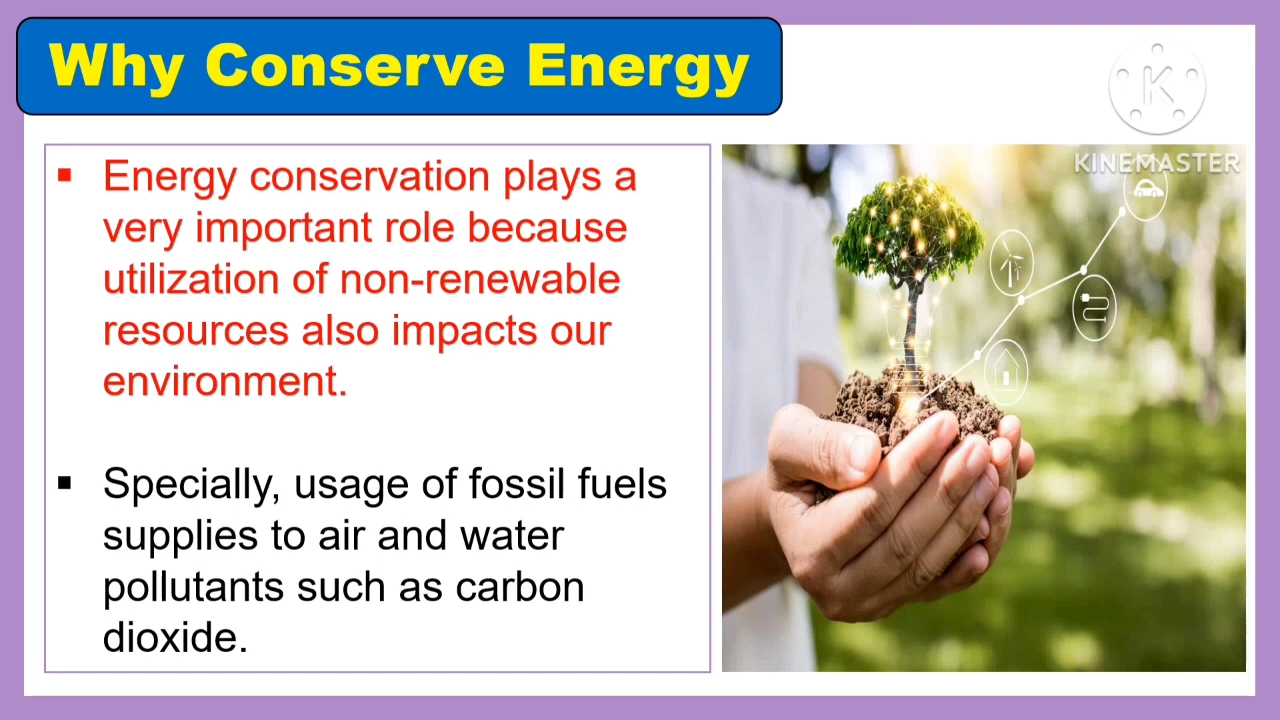 Why Conserve Energy
K
KINEMASTER
▪ Energy conservation plays a
very important role because
utilization of non-renewable
resources also impacts our
environment.
▪ Specially, usage of fossil fuels
supplies to air and water
pollutants such as carbon
dioxide.